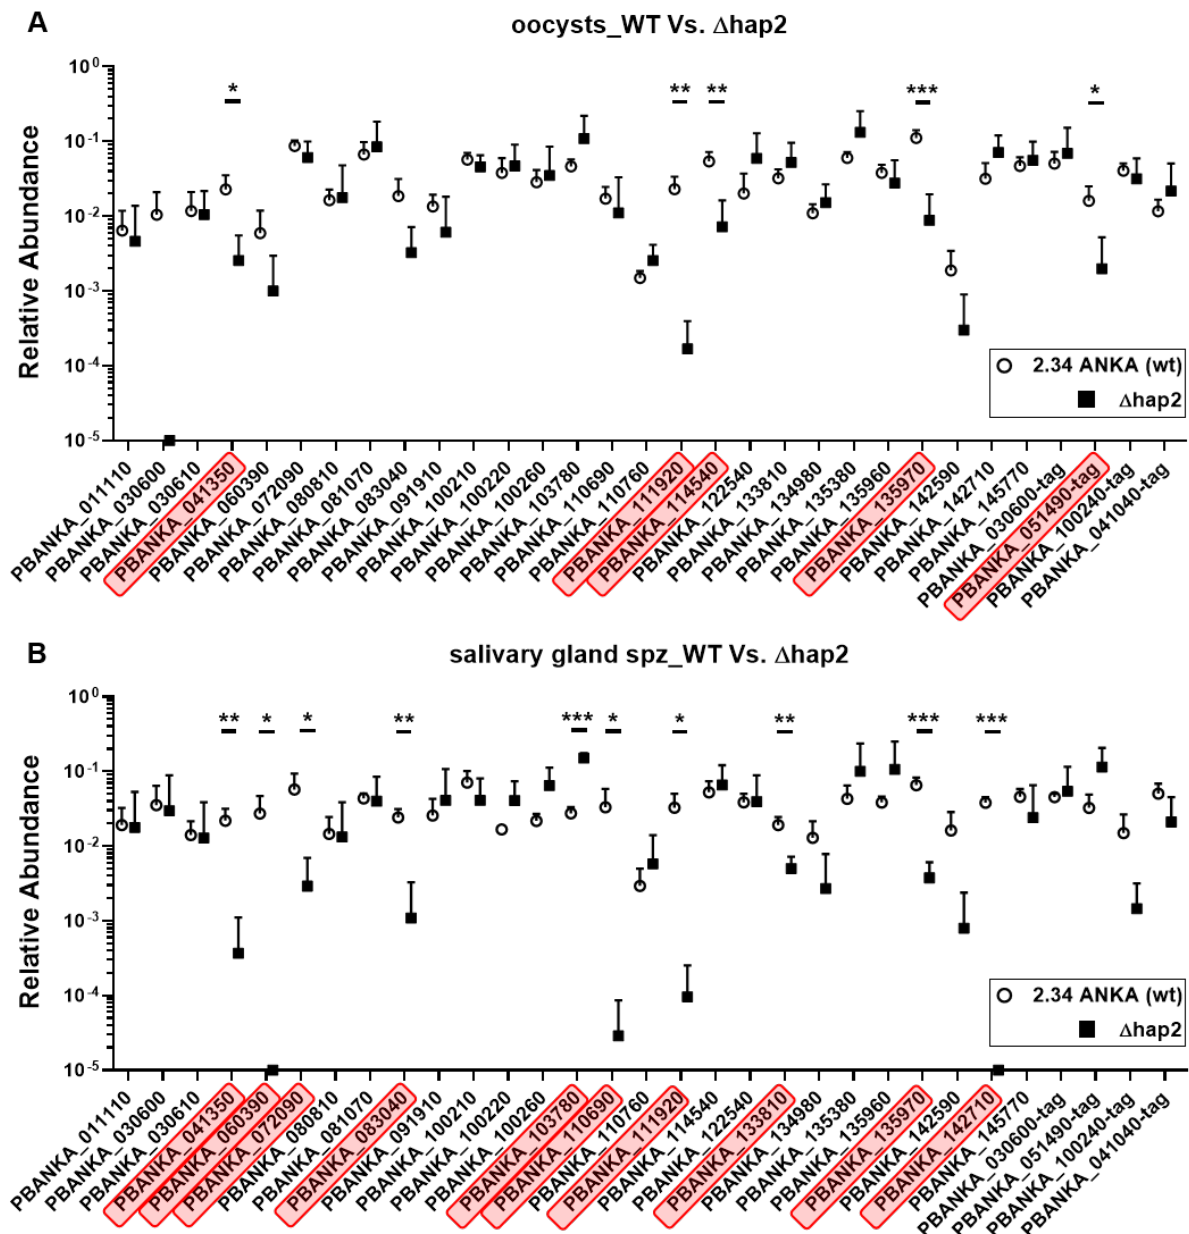 A
oocysts_WT Vs. Δhap2
* ** ** *** *
Relative Abundance
10^0
10^-1
10^-2
10^-3
10^-4
10^-5
2.34 ANKA (wt)
Δhap2
PBANKA_011110
PBANKA_030600
PBANKA_030610
PBANKA_041350
PBANKA_060390
PBANKA_072090
PBANKA_080810
PBANKA_081070
PBANKA_083040
PBANKA_091910
PBANKA_100210
PBANKA_100220
PBANKA_100260
PBANKA_103780
PBANKA_110690
PBANKA_110760
PBANKA_111920
PBANKA_114540
PBANKA_122540
PBANKA_133810
PBANKA_134980
PBANKA_135380
PBANKA_135960
PBANKA_135970
PBANKA_142590
PBANKA_142710
PBANKA_145770
PBANKA_030600-tag
PBANKA_051490-tag
PBANKA_100240-tag
PBANKA_041040-tag
B
salivary gland spz_WT Vs. Δhap2
** * * ** *** * * ** *** ***
Relative Abundance
10^0
10^-1
10^-2
10^-3
10^-4
10^-5
2.34 ANKA (wt)
Δhap2
PBANKA_011110
PBANKA_030600
PBANKA_030610
PBANKA_041350
PBANKA_060390
PBANKA_072090
PBANKA_080810
PBANKA_081070
PBANKA_083040
PBANKA_091910
PBANKA_100210
PBANKA_100220
PBANKA_100260
PBANKA_103780
PBANKA_110690
PBANKA_110760
PBANKA_111920
PBANKA_114540
PBANKA_122540
PBANKA_133810
PBANKA_134980
PBANKA_135380
PBANKA_135960
PBANKA_135970
PBANKA_142590
PBANKA_142710
PBANKA_145770
PBANKA_030600-tag
PBANKA_051490-tag
PBANKA_100240-tag
PBANKA_041040-tag